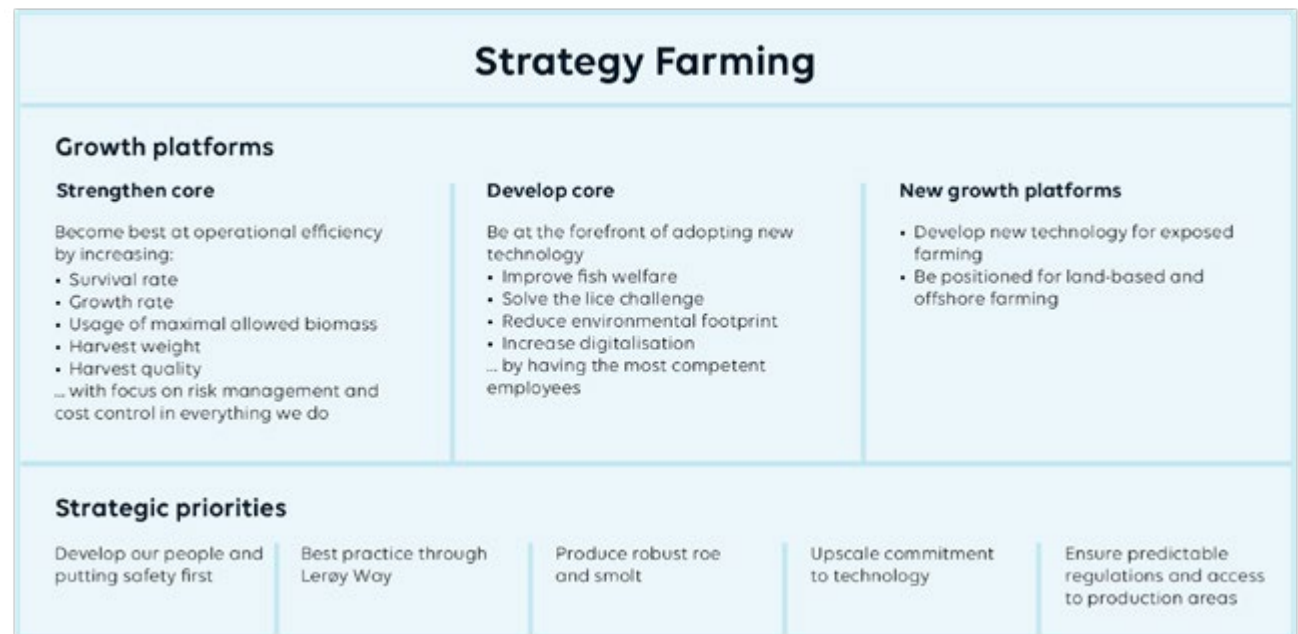 Strategy Farming
Growth platforms
Strengthen core
Become best at operational efficiency
by increasing:
• Survival rate
• Growth rate
• Usage of maximal allowed biomass
• Harvest weight
• Harvest quality
... with focus on risk management and
cost control in everything we do
Develop core
Be at the forefront of adopting new
technology
• Improve fish welfare
• Solve the lice challenge
• Reduce environmental footprint
• Increase digitalisation
... by having the most competent
employees
New growth platforms
• Develop new technology for exposed
farming
• Be positioned for land-based and
offshore farming
Strategic priorities
Develop our people and
putting safety first
Best practice through
Lerøy Way
Produce robust roe
and smolt
Upscale commitment
to technology
Ensure predictable
regulations and access
to production areas